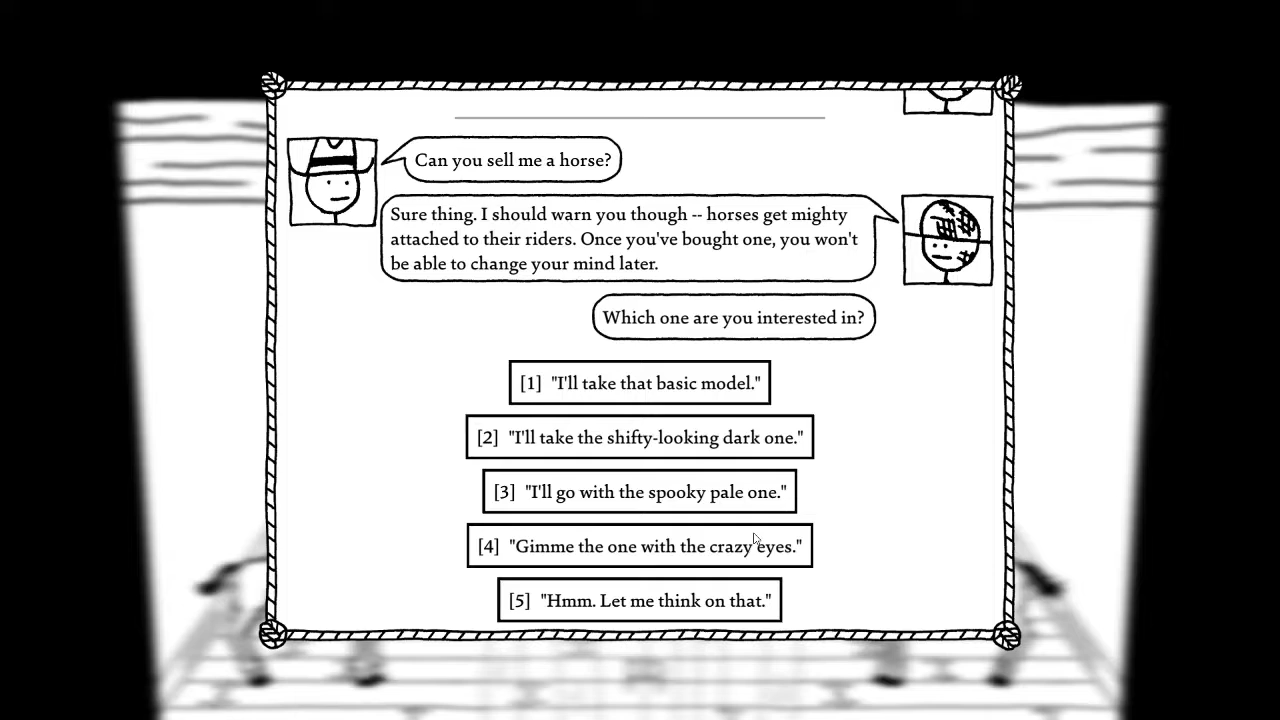 Can you sell me a horse?
Sure thing. I should warn you though -- horses get mighty
attached to their riders. Once you've bought one, you won't
be able to change your mind later.
Which one are you interested in?
[1] "I'll take that basic model."
[2] "I'll take the shifty-looking dark one."
[3] "I'll go with the spooky pale one."
[4] "Gimme the one with the crazy eyes."
[5] "Hmm. Let me think on that."